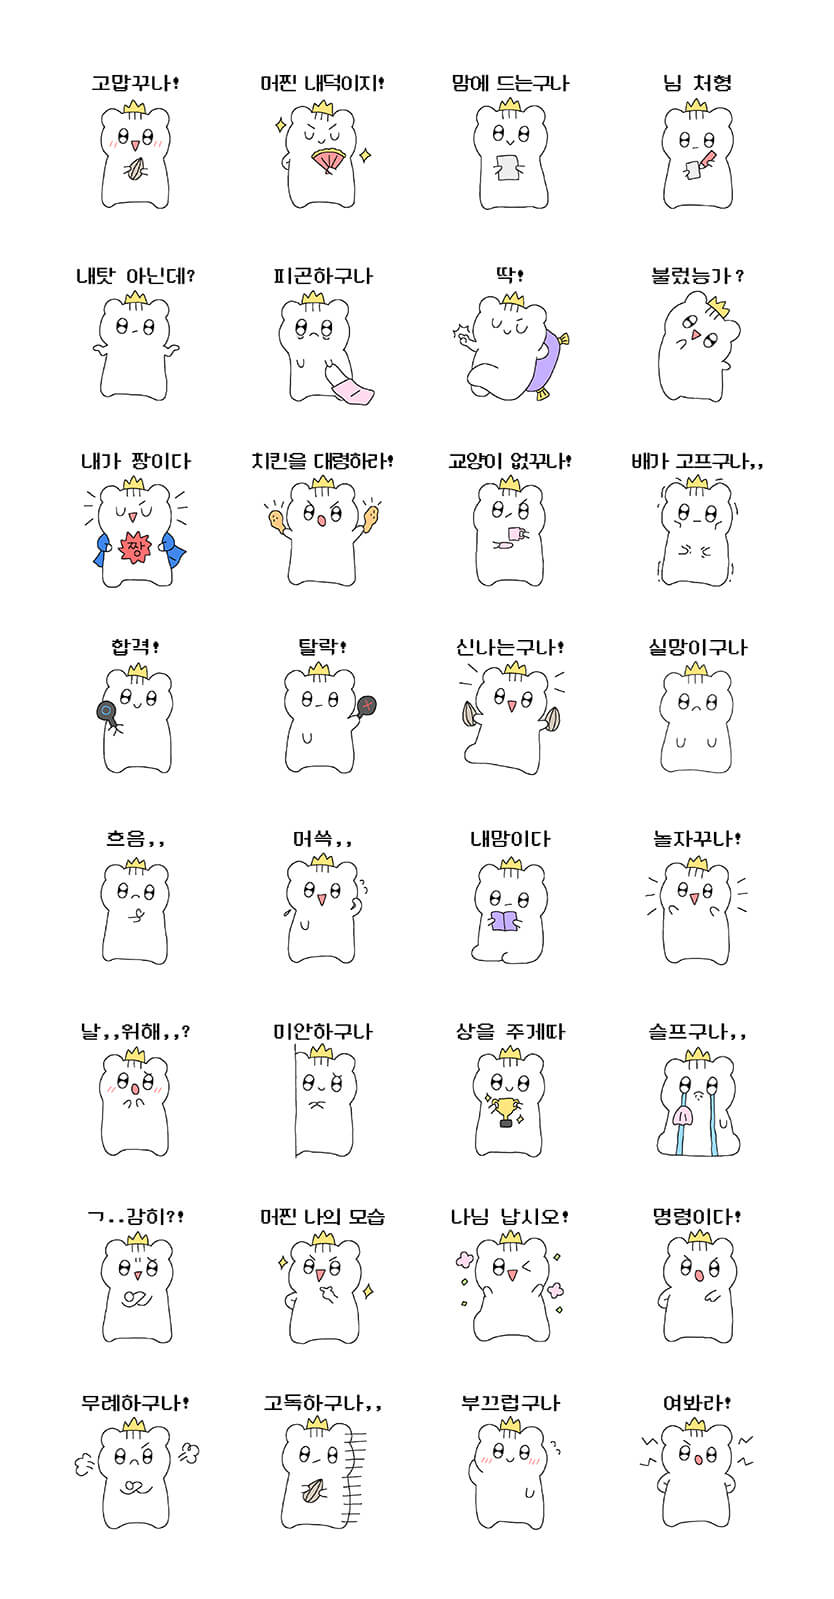 고맙꾸나!
머찐 내덕이지!
맘에 드는구나
님 처형
내탓 아닌데?
피곤하구나
딱!
불렀능가?
내가 짱이다
치킨을 대령하라!
교양이 없꾸나!
배가 고프구나,,
짱
합격!
탈락!
신나는구나!
실망이구나
흐음,,
머쓱,,
내맘이다
놀자꾸나!
날,,위해,,?
미안하구나
상을 주게따
슬프구나,,
ㄱ..감히?!
머찐 나의 모습
나님 납시오!
명령이다!
무례하구나!
고독하구나,,
부끄럽구나
여봐라!